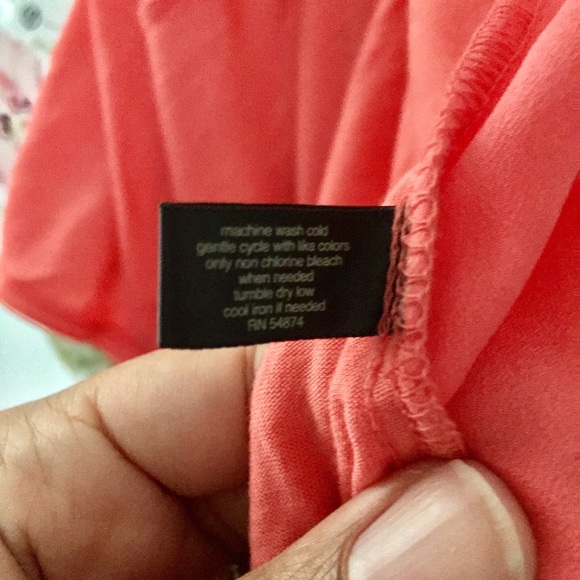 machine wash cold
gentle cycle with like colors
only non chlorine bleach
when needed
tumble dry low
cool iron if needed
RN 54874